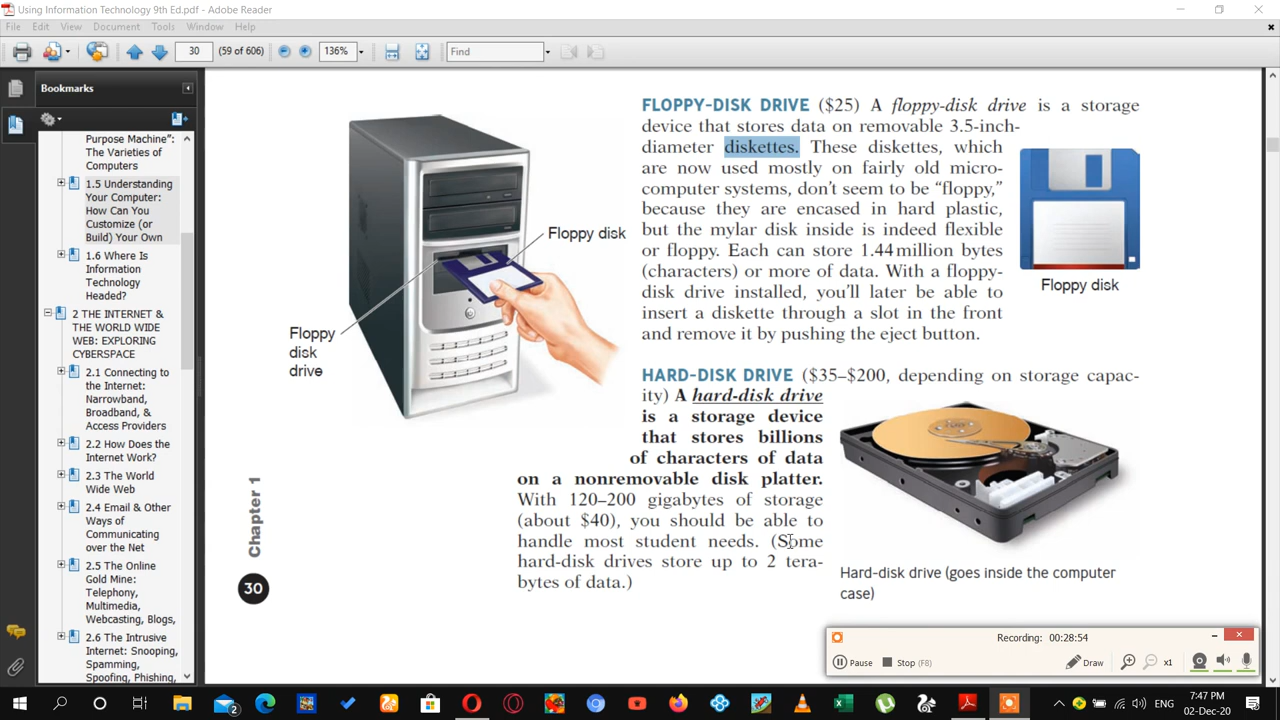 Using Information Technology 9th Ed.pdf - Adobe Reader
File Edit View Document Tools Window Help
30 (59 of 606) 136% Find
Bookmarks
Purpose Machine":
The Varieties of
Computers
1.5 Understanding
Your Computer:
How Can You
Customize (or
Build) Your Own
1.6 Where Is
Information
Technology
Headed?
2 THE INTERNET &
THE WORLD WIDE
WEB: EXPLORING
CYBERSPACE
2.1 Connecting to
the Internet:
Narrowband,
Broadband, &
Access Providers
2.2 How Does the
Internet Work?
2.3 The World
Wide Web
2.4 Email & Other
Ways of
Communicating
over the Net
2.5 The Online
Gold Mine:
Telephony,
Multimedia,
Webcasting, Blogs,
2.6 The Intrusive
Internet: Snooping,
Spamming,
Spoofing, Phishing,
Floppy disk
Floppy
disk
drive
Chapter 1
30
FLOPPY-DISK DRIVE ($25) A floppy-disk drive is a storage
device that stores data on removable 3.5-inch-
diameter diskettes. These diskettes, which
are now used mostly on fairly old micro-
computer systems, don't seem to be “floppy,”
because they are encased in hard plastic,
but the mylar disk inside is indeed flexible
or floppy. Each can store 1.44 million bytes
(characters) or more of data. With a floppy-
disk drive installed, you'll later be able to
insert a diskette through a slot in the front
and remove it by pushing the eject button.
Floppy disk
HARD-DISK DRIVE ($35–$200, depending on storage capac-
ity) A hard-disk drive
is a storage device
that stores billions
of characters of data
on a nonremovable disk platter.
With 120–200 gigabytes of storage
(about $40), you should be able to
handle most student needs. (Some
hard-disk drives store up to 2 tera-
bytes of data.)
Hard-disk drive (goes inside the computer
case)
Recording: 00:28:54
Pause Stop (F8) Draw x1
2
ENG
7:47 PM
02-Dec-20